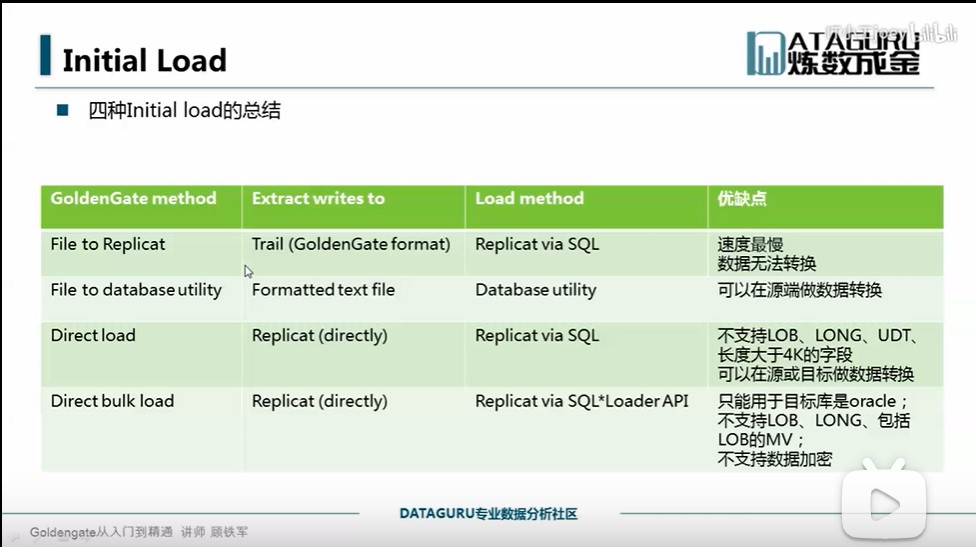 Initial Load
ATAGURU
炼数成金
四种Initial load的总结
GoldenGate method Extract writes to Load method 优缺点
File to Replicat Trail (GoldenGate format) Replicat via SQL 速度最慢
数据无法转换
File to database utility Formatted text file Database utility 可以在源端做数据转换
Direct load Replicat (directly) Replicat via SQL 不支持LOB、LONG、UDT、
长度大于4K的字段
可以在源或目标做数据转换
Direct bulk load Replicat (directly) Replicat via SQL*Loader API 只能用于目标库是oracle；
不支持LOB、LONG、包括
LOB的MV；
不支持数据加密
DATAGURU专业数据分析社区
Goldengate从入门到精通 讲师 顾铁军